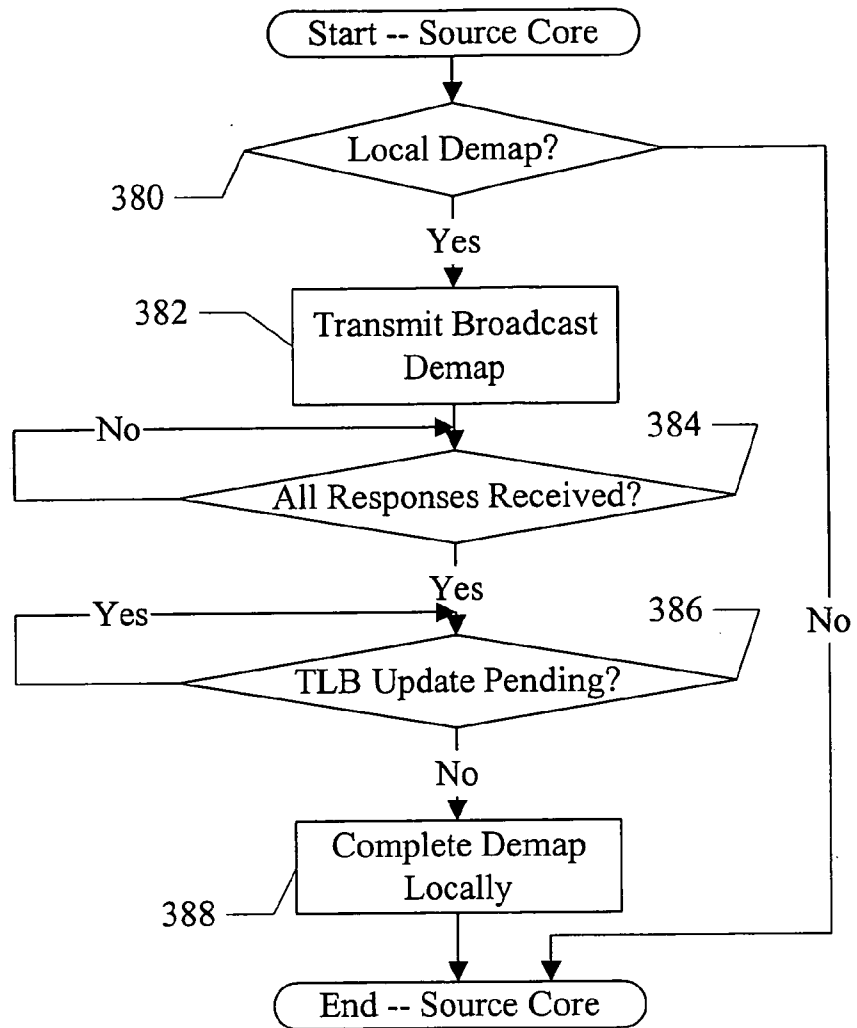 Start -- Source Core
Local Demap?
380
Yes
382
Transmit Broadcast
Demap
No
384
All Responses Received?
Yes
Yes
386
No
TLB Update Pending?
No
Complete Demap
Locally
388
End -- Source Core